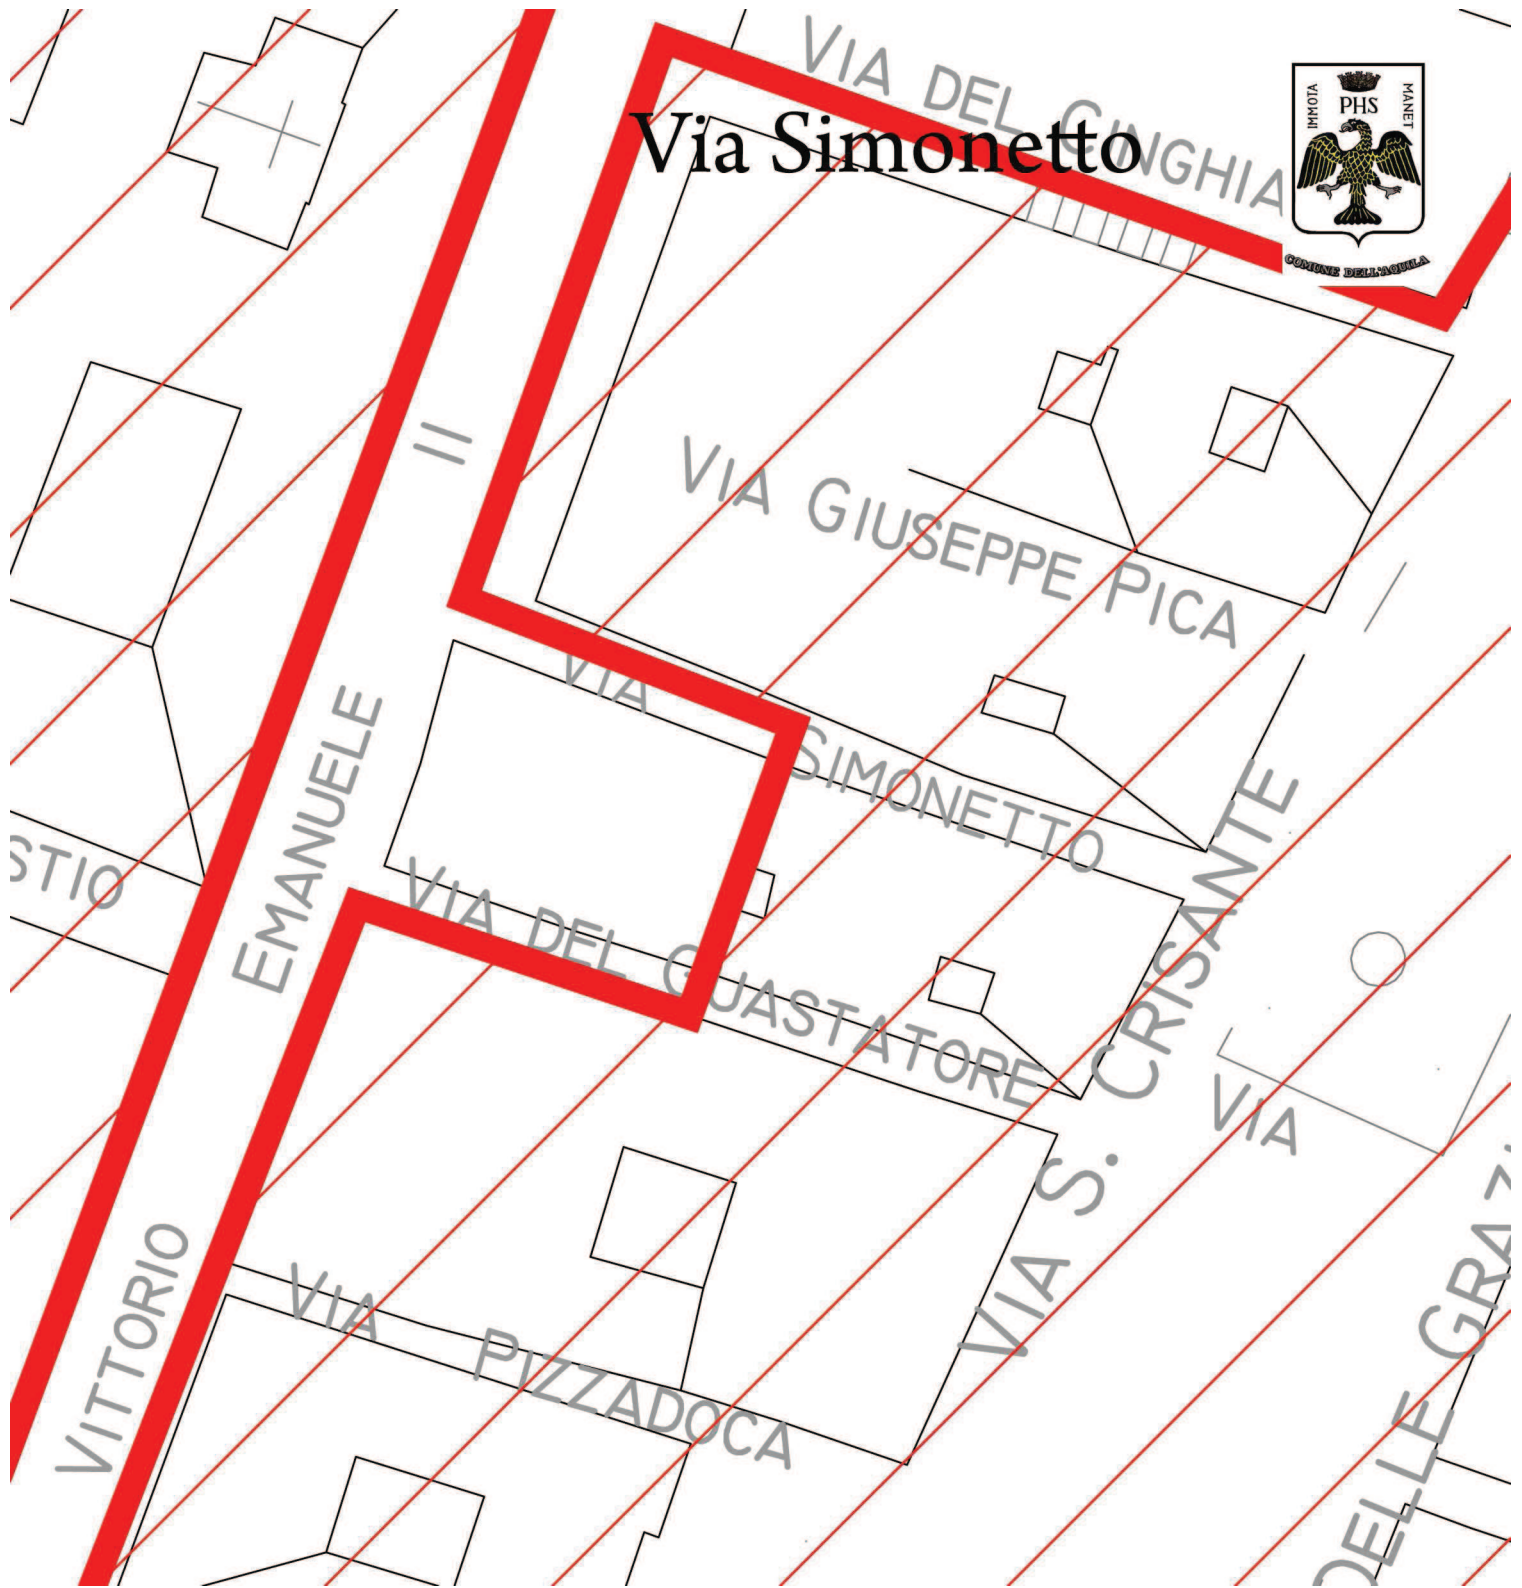 VIA DEL CINGHIA
Via Simonetto
IMMOTA
PHS
MANET
COMUNE DELL'AQUILA
II
VIA GIUSEPPE PICA
VIA SIMONETTO
EMANUELE
STIO
VIA DEL GUASTATORE
VIA S. CRISANTE
VIA
VITTORIO
VIA PIZZADOCA
DELLE GRAZI